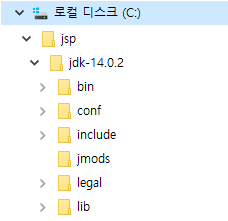 로컬 디스크 (C:)
jsp
jdk-14.0.2
bin
conf
include
jmods
legal
lib